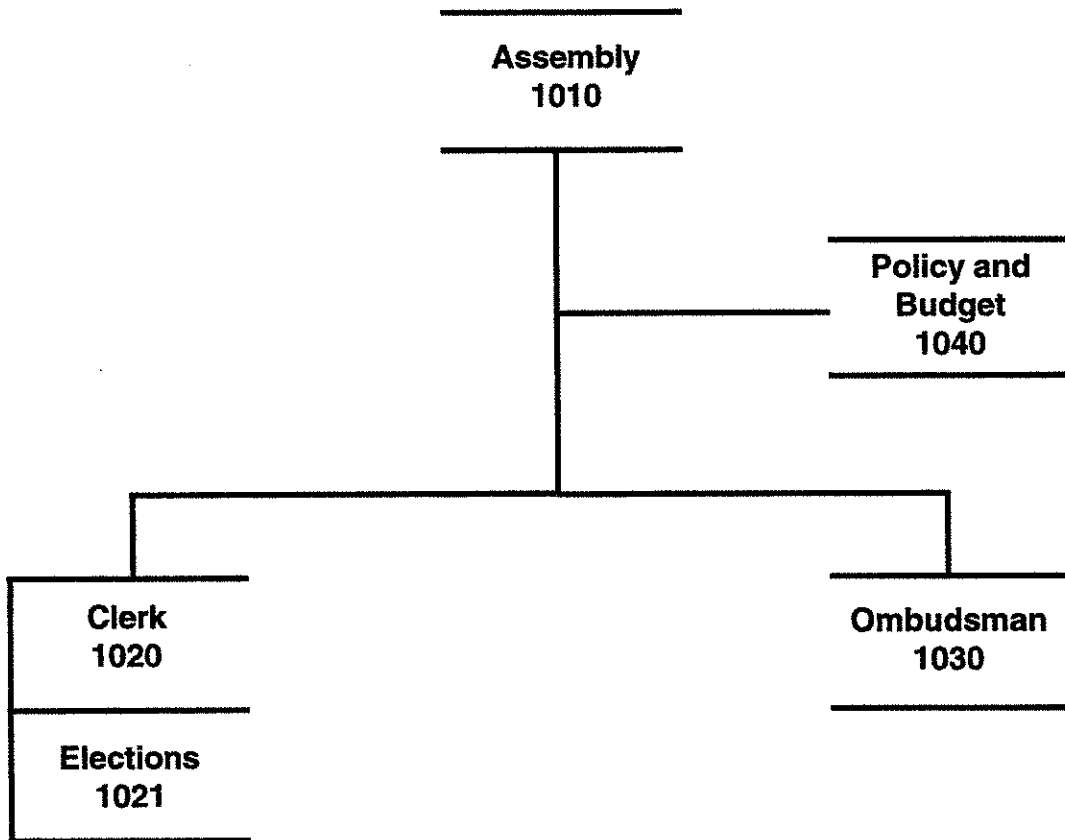 Assembly
1010
Policy and
Budget
1040
Clerk
1020
Ombudsman
1030
Elections
1021